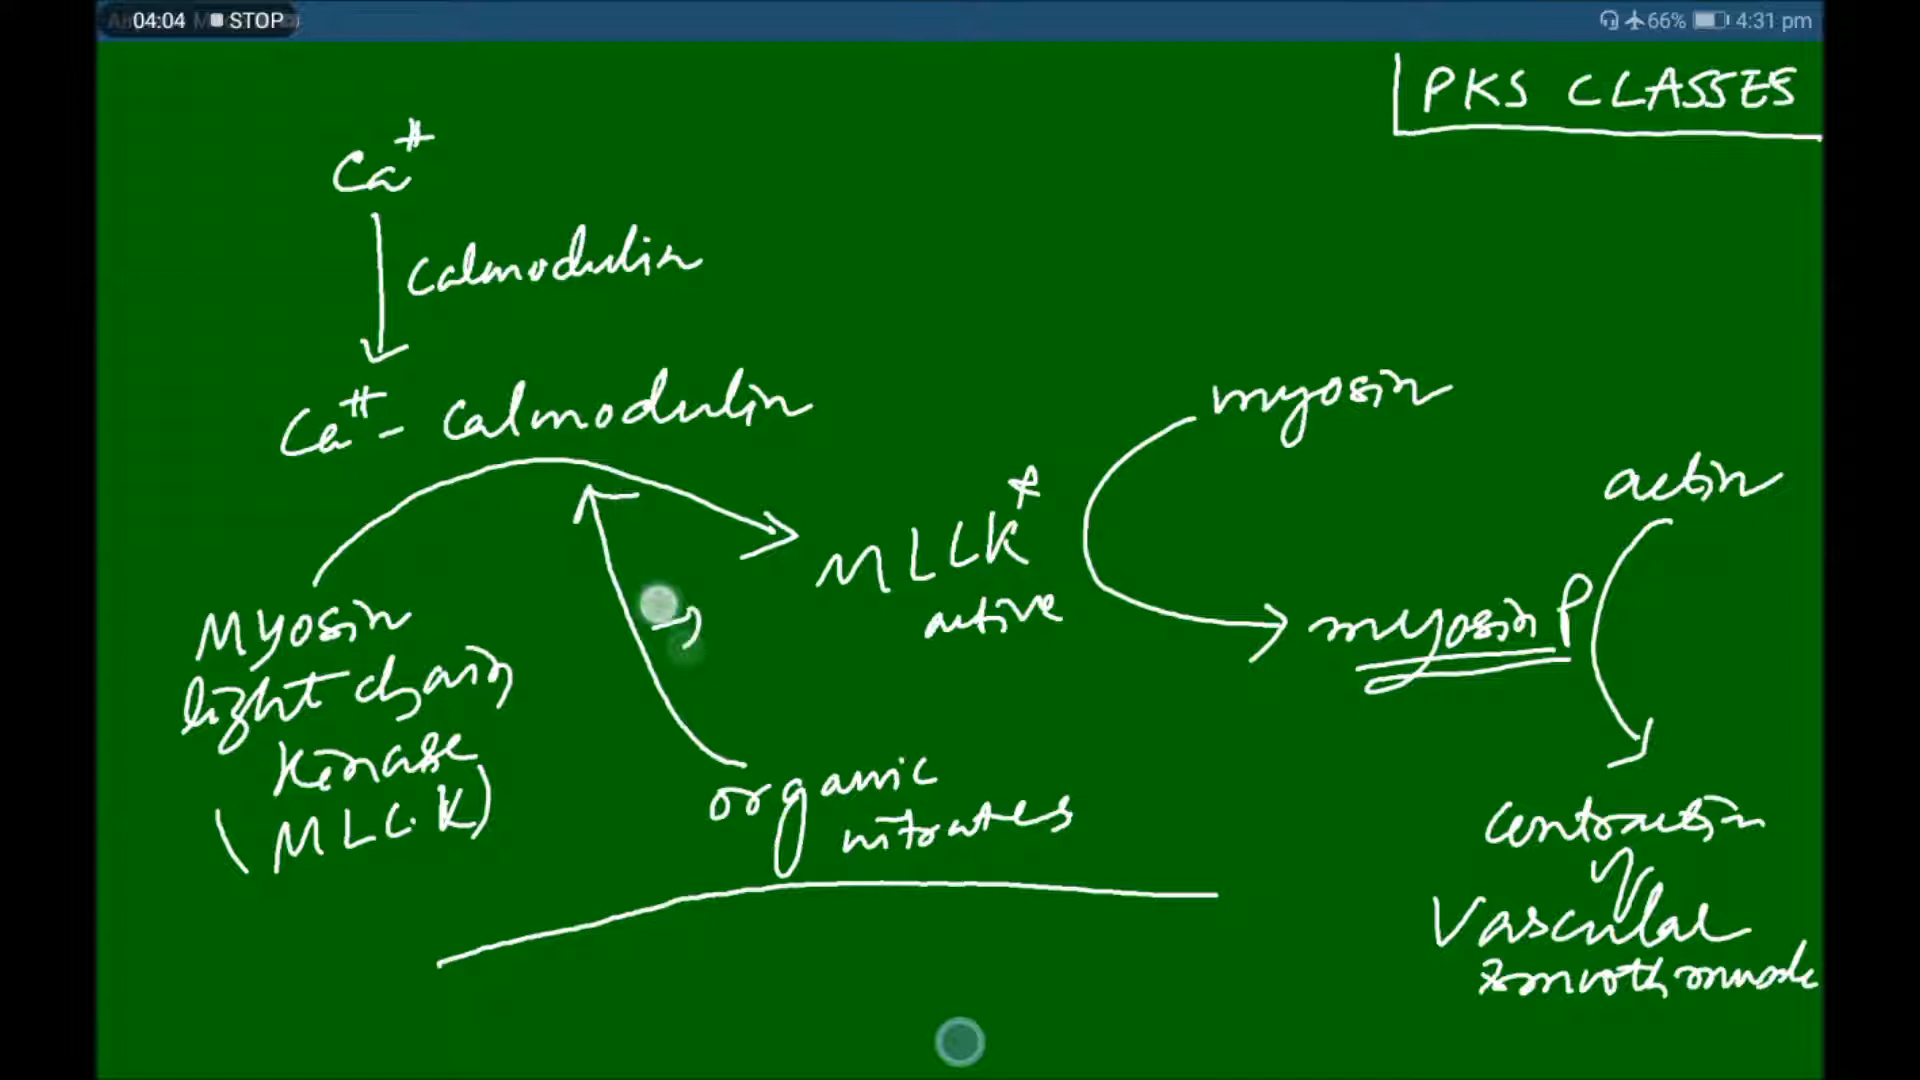 04:04 STOP
66% 4:31 pm
PKS CLASSES
Ca++
Calmodulin
Ca++ - Calmodulin
myosin
actin
MLCK*
active
Myosin
light chain
kinase
(MLCK)
myosin P
organic
nitrates
contraction
of
Vascular
smooth muscle